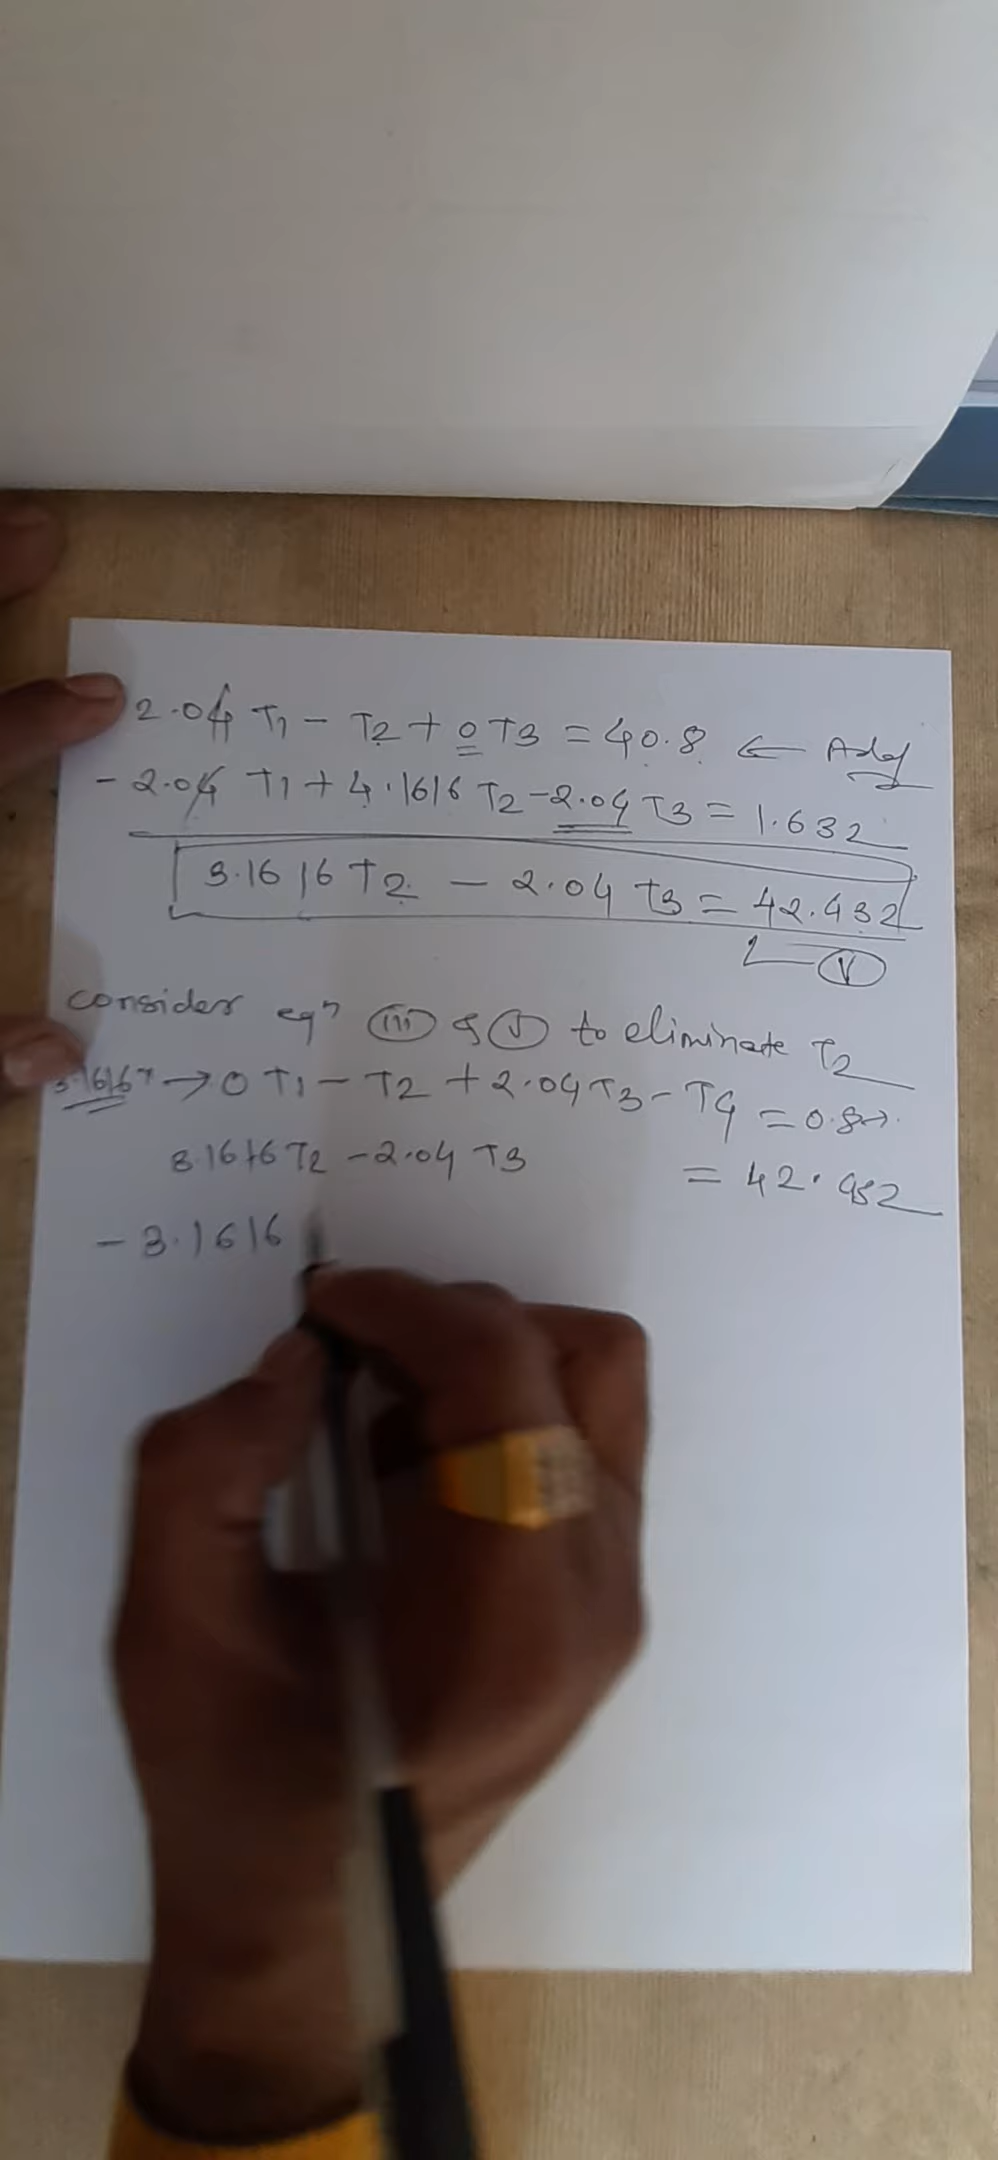 2.04 T1 - T2 + 0 T3 = 40.8 ← Add
- 2.04 T1 + 4.1616 T2 - 2.04 T3 = 1.632
3.1616 T2 - 2.04 T3 = 42.432
V
consider eqn (III) & (V) to eliminate T2
3.1616 × → 0 T1 - T2 + 2.04 T3 - T4 = 0.8 →
3.1616 T2 - 2.04 T3 = 42.452
- 3.1616